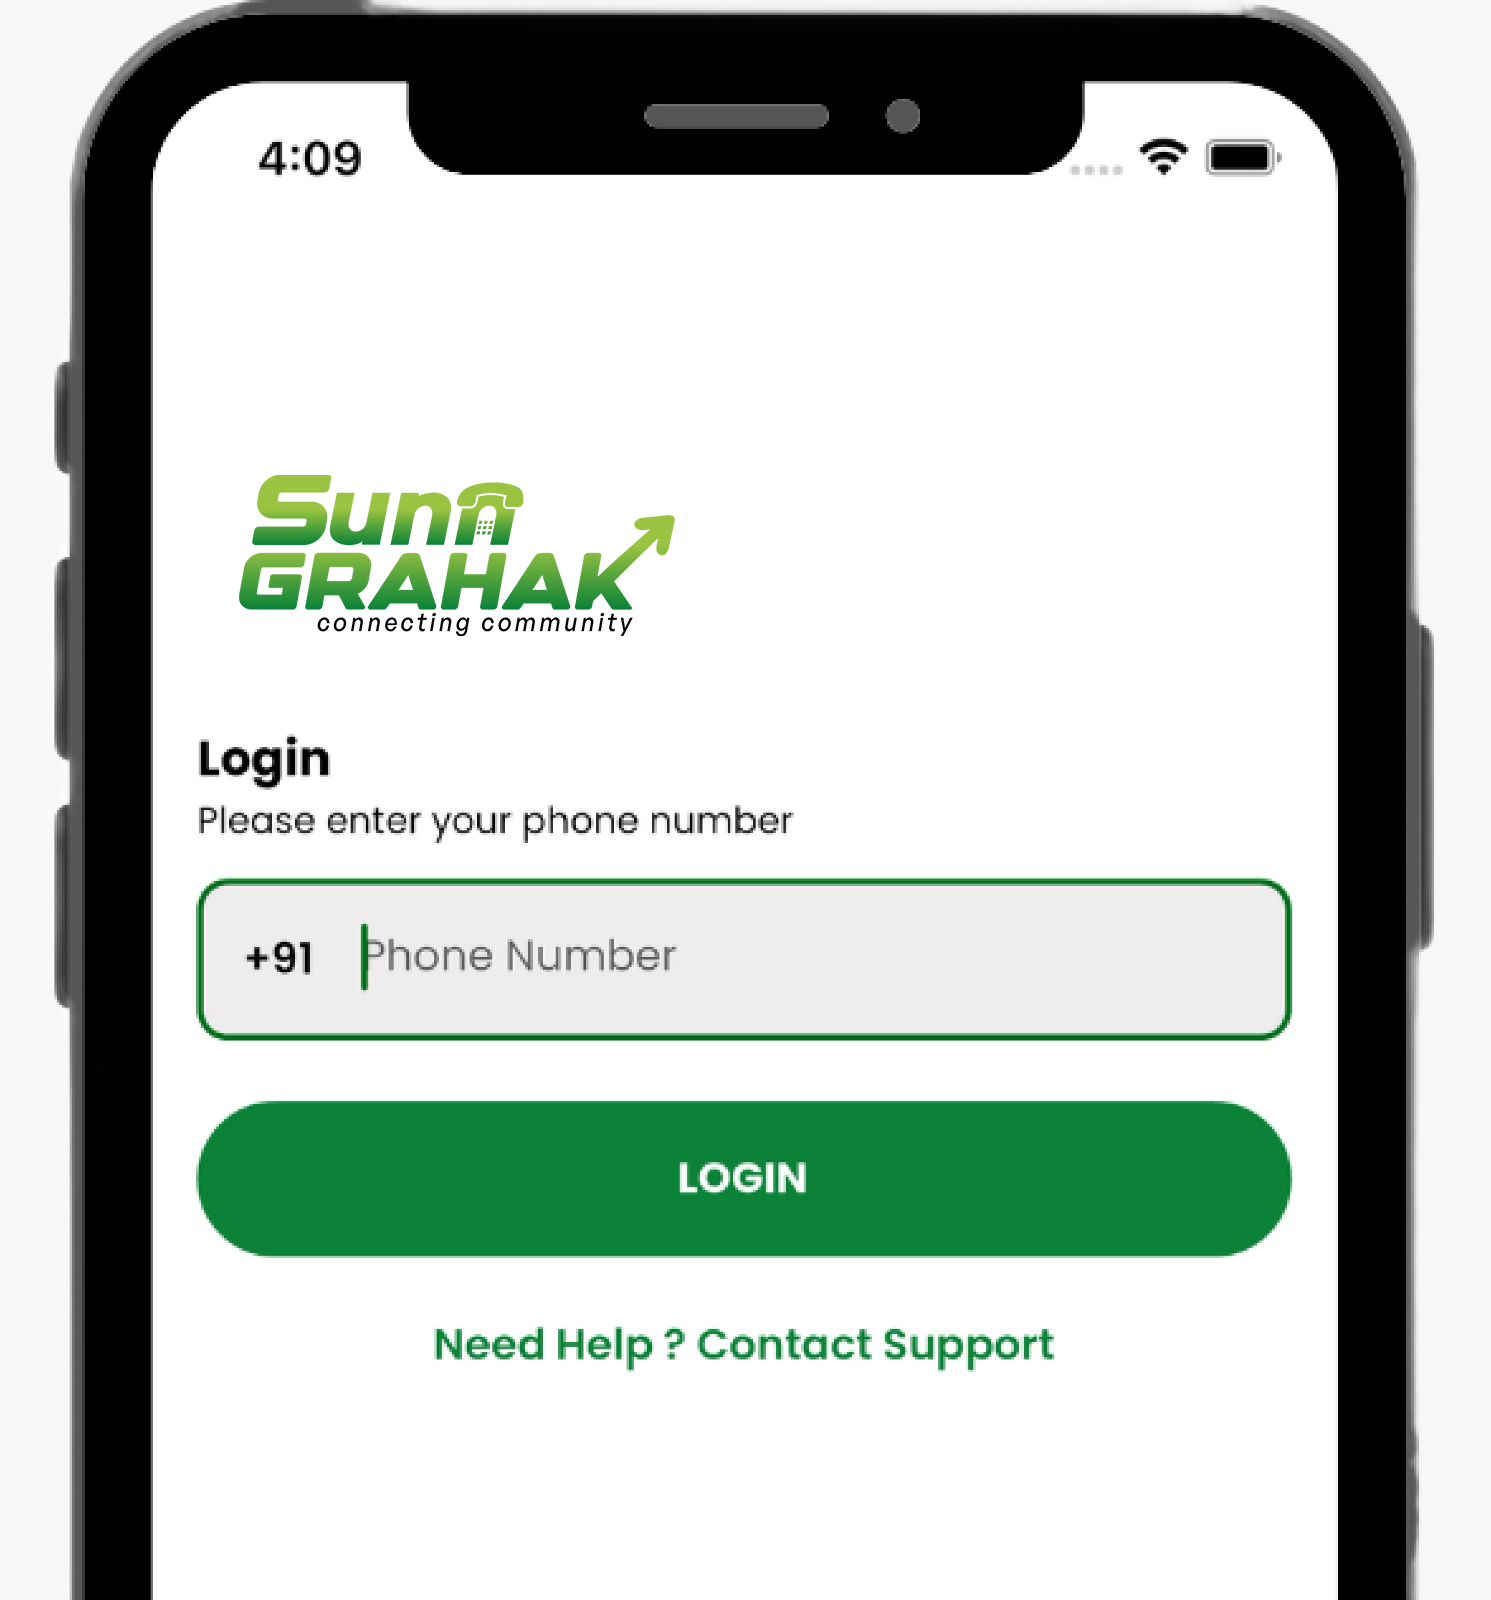 4:09
Sunn
GRAHAK
connecting community
Login
Please enter your phone number
+91 Phone Number
LOGIN
Need Help ? Contact Support